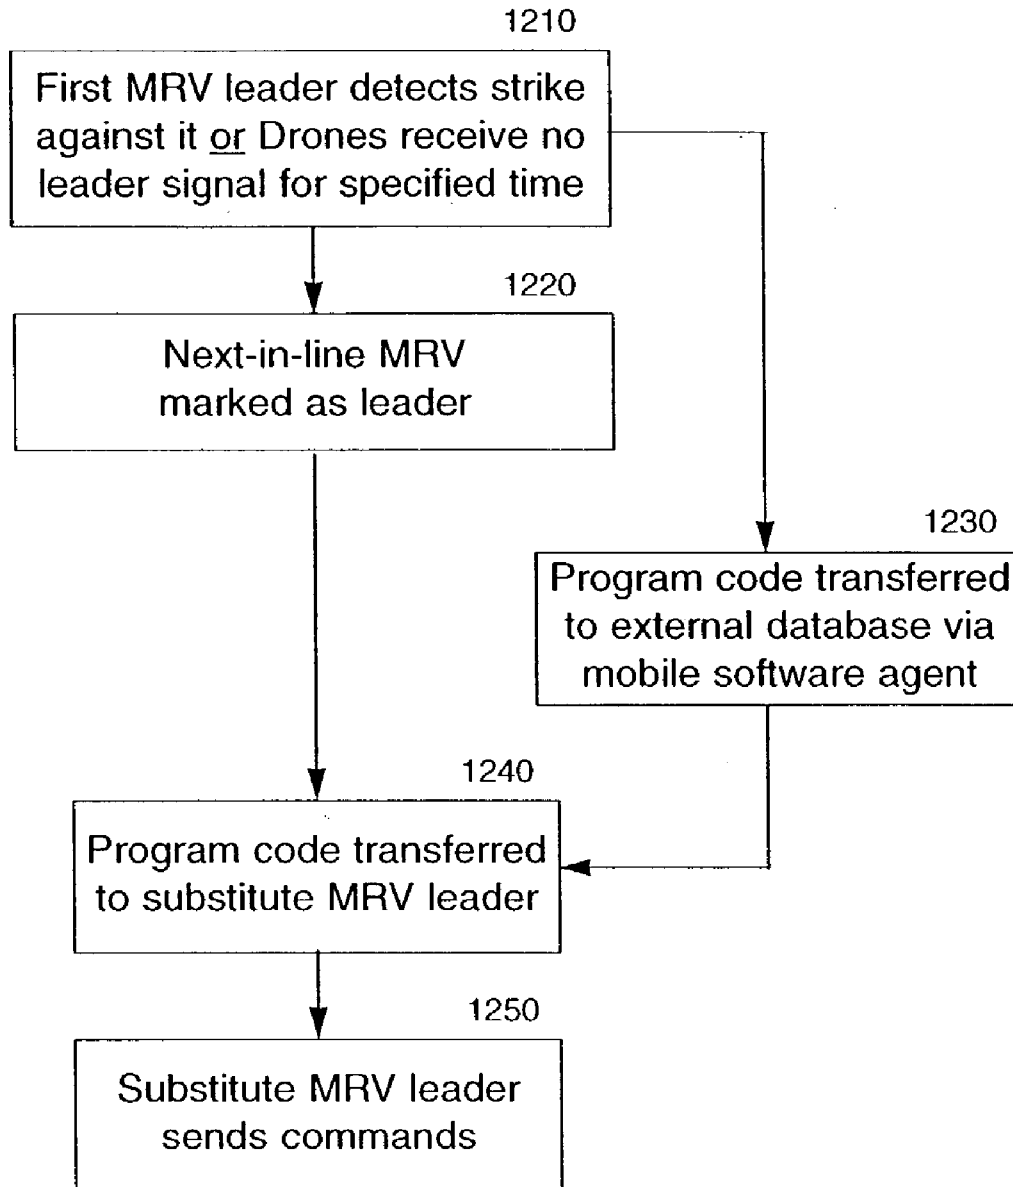 1210
First MRV leader detects strike
against it or Drones receive no
leader signal for specified time
1220
Next-in-line MRV
marked as leader
1230
Program code transferred
to external database via
mobile software agent
1240
Program code transferred
to substitute MRV leader
1250
Substitute MRV leader
sends commands